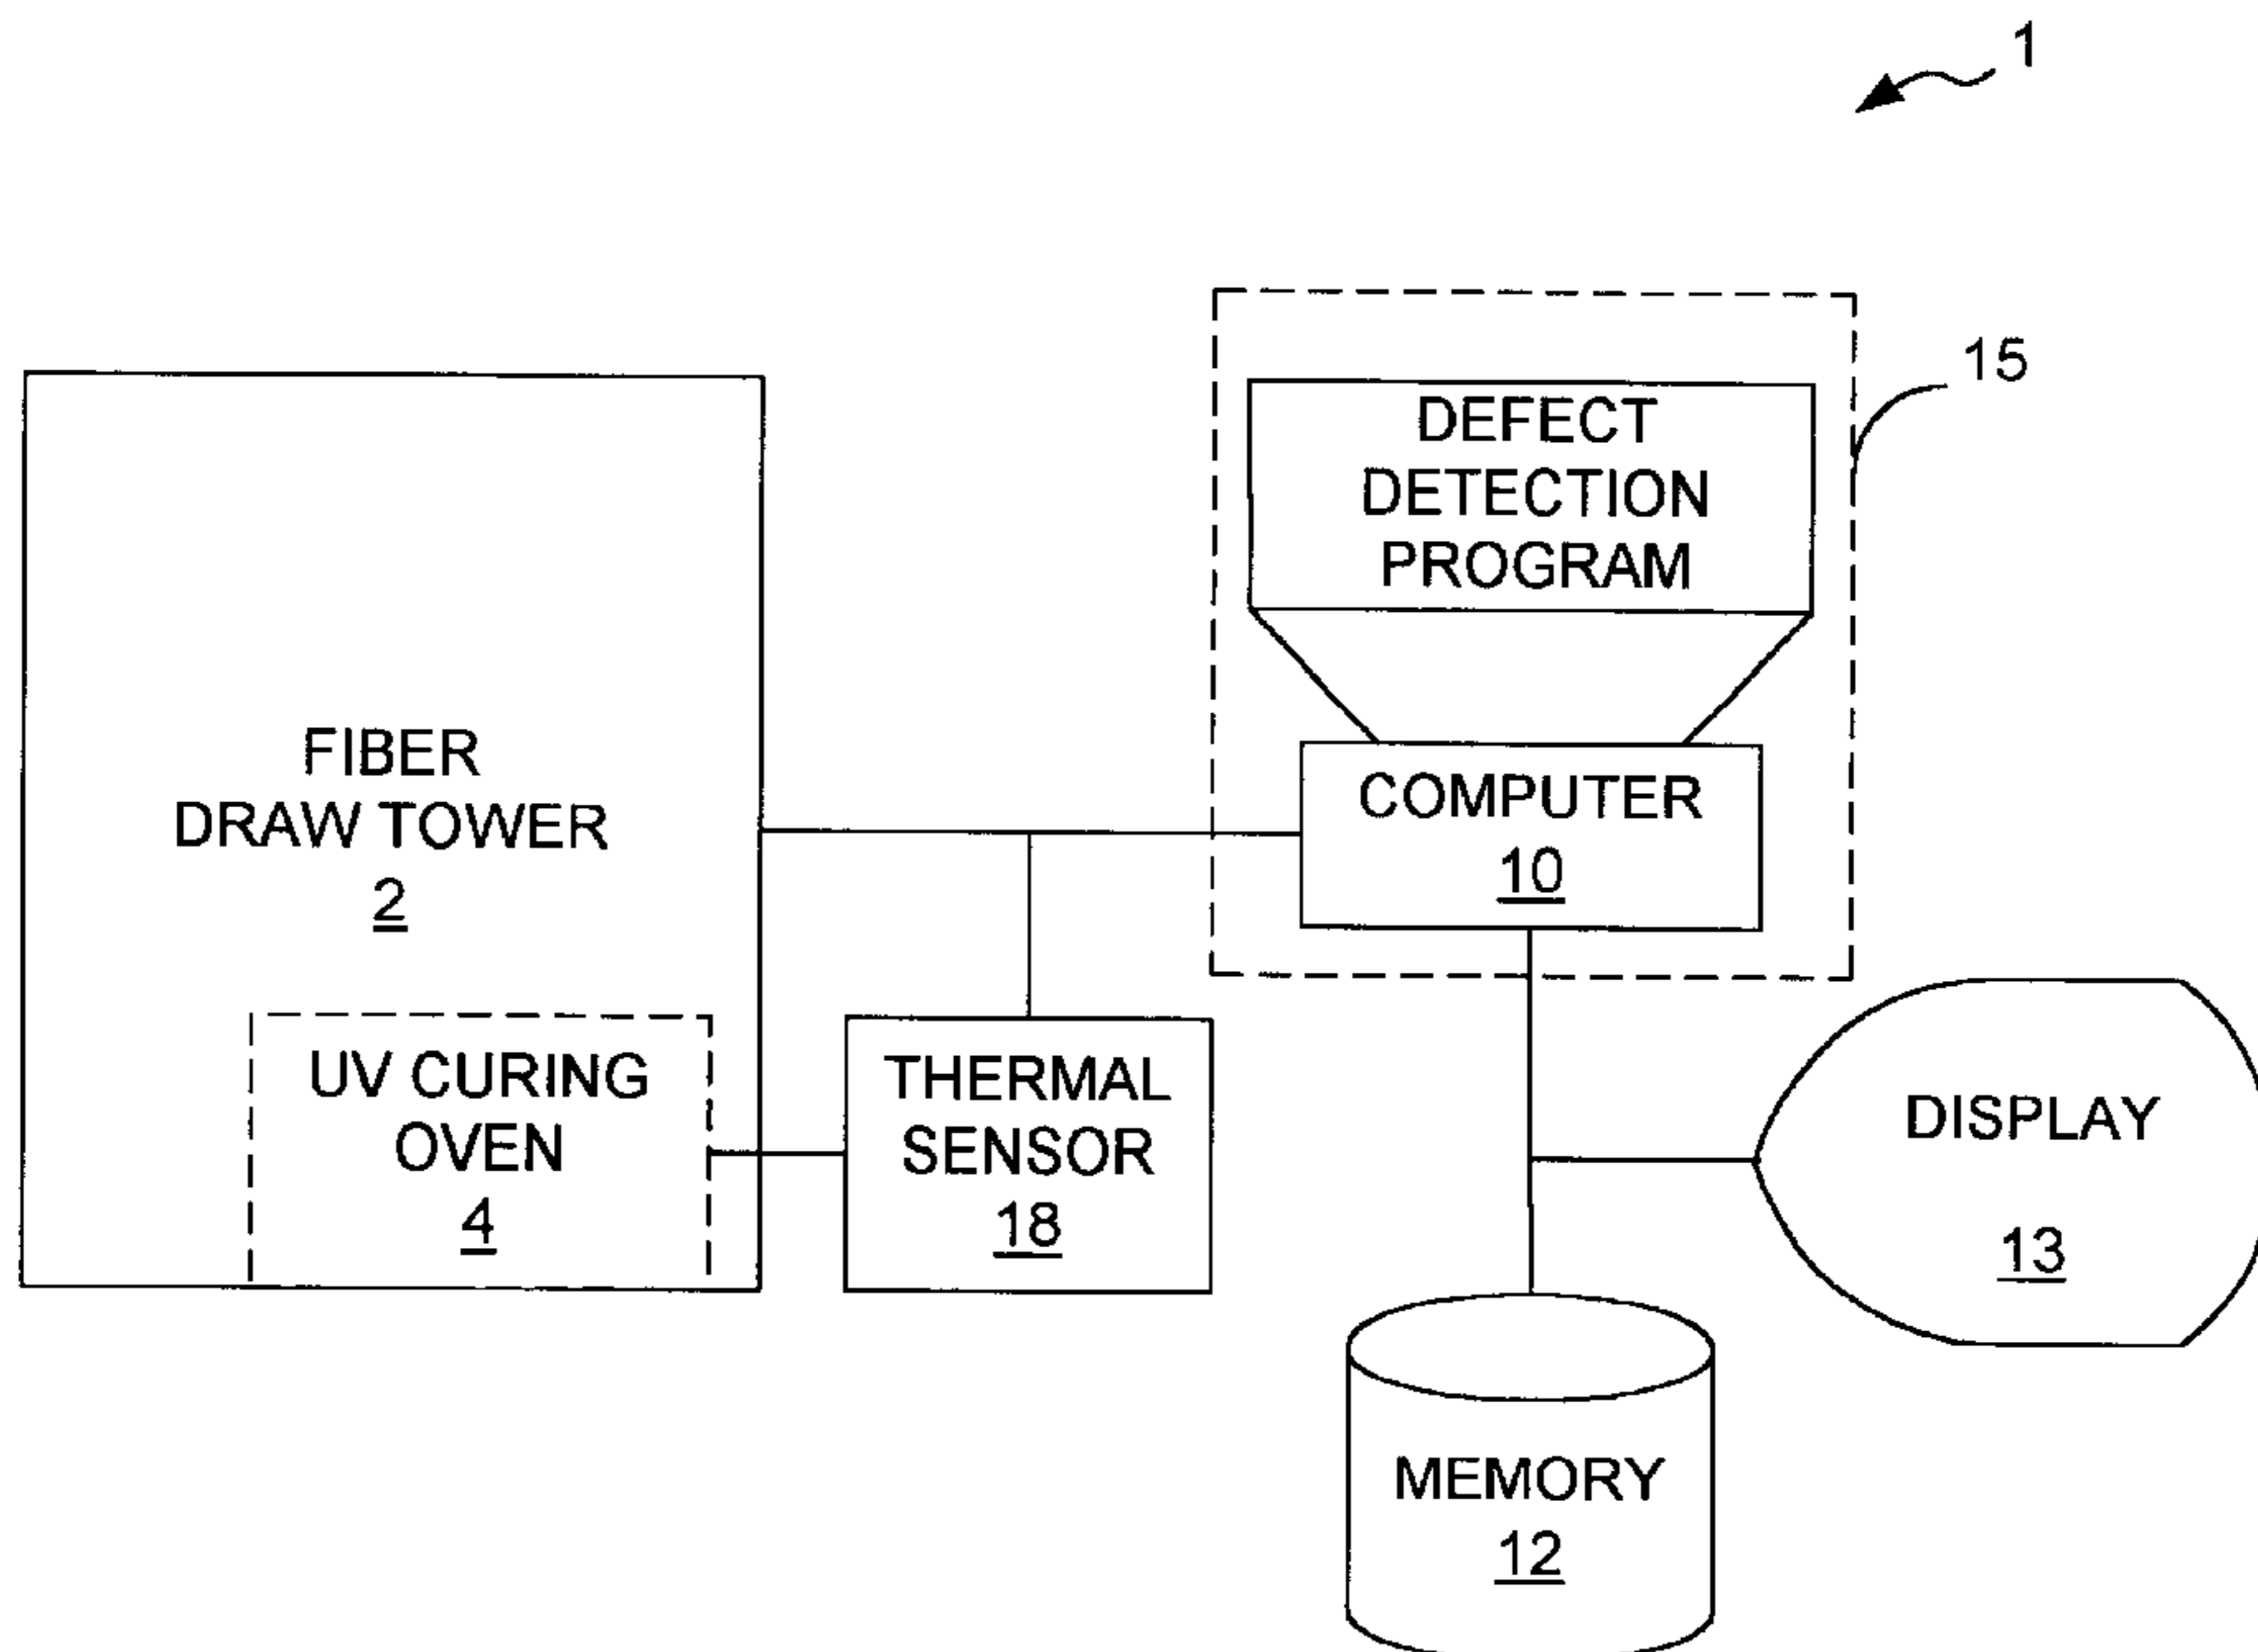 1
15
DEFECT
DETECTION
PROGRAM
FIBER
DRAW TOWER
2
COMPUTER
10
UV CURING
OVEN
4
THERMAL
SENSOR
18
DISPLAY
13
MEMORY
12